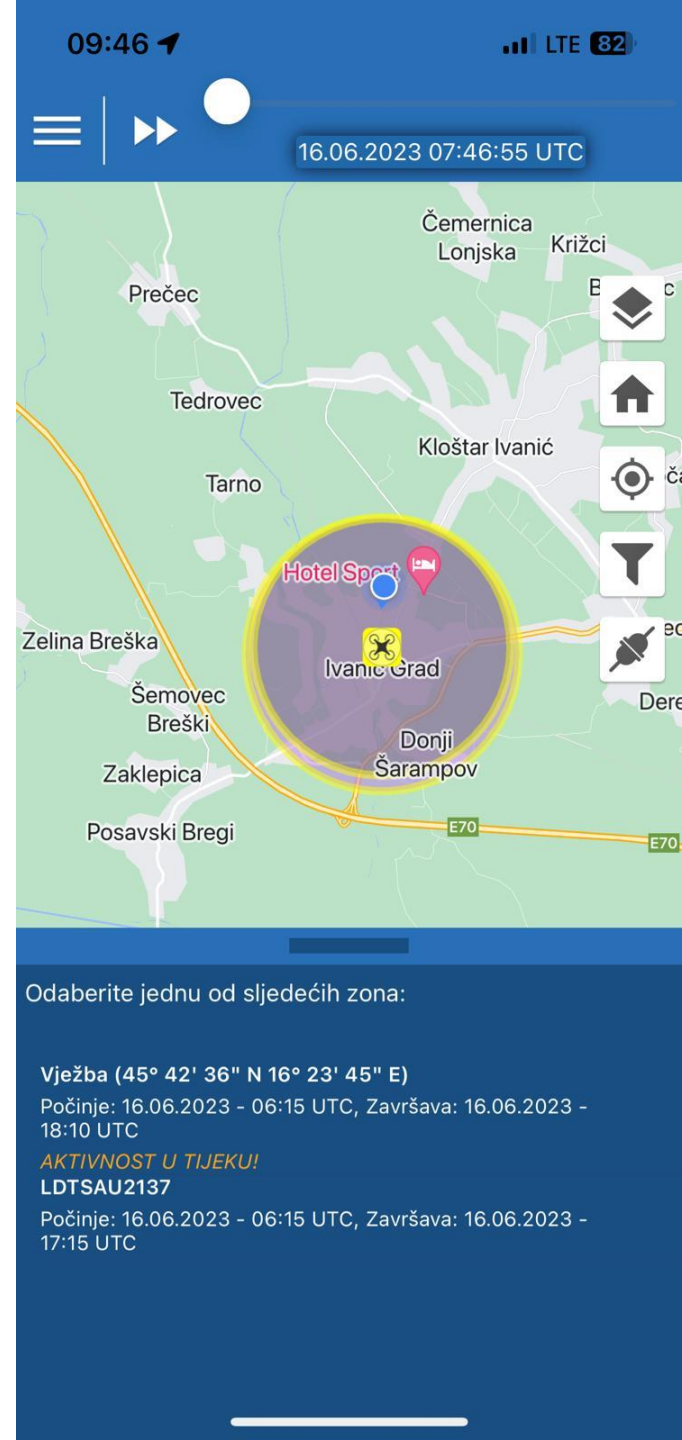 09:46
LTE 82
16.06.2023 07:46:55 UTC
Čemernica
Lonjska
Križci
Prečec
Tedrovec
Kloštar Ivanić
Tarno
Hotel Sport
Zelina Breška
Ivanić Grad
Šemovec
Breški
Donji
Šarampov
Zaklepica
Posavski Bregi
E70
E70
Odaberite jednu od sljedećih zona:
Vježba (45° 42' 36" N 16° 23' 45" E)
Počinje: 16.06.2023 - 06:15 UTC, Završava: 16.06.2023 -
18:10 UTC
AKTIVNOST U TIJEKU!
LDTSAU2137
Počinje: 16.06.2023 - 06:15 UTC, Završava: 16.06.2023 -
17:15 UTC